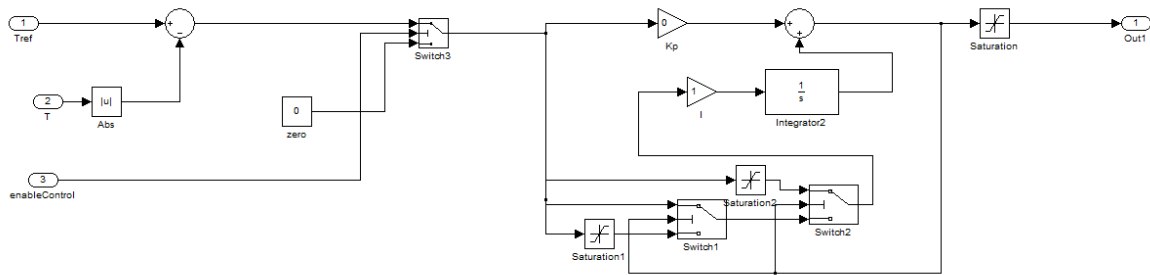 1
Tref
+
−
2
T
|u|
Abs
3
enableControl
0
zero
Switch3
0
Kp
+
+
1
I
1
s
Integrator2
Saturation
1
Out1
Saturation2
Switch2
Switch1
Saturation1